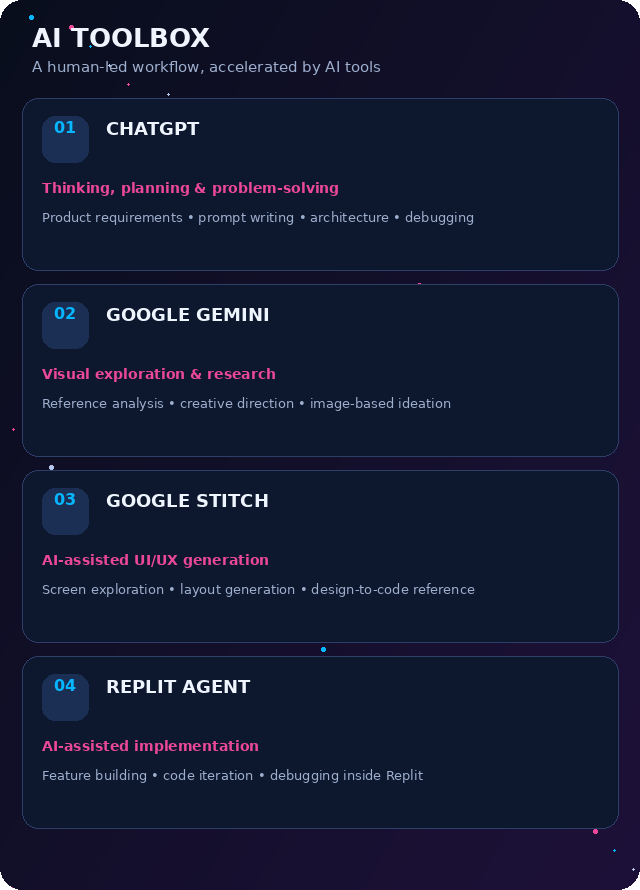 AI TOOLBOX
A human-led workflow, accelerated by AI tools
01
CHATGPT
Thinking, planning & problem-solving
Product requirements • prompt writing • architecture • debugging
02
GOOGLE GEMINI
Visual exploration & research
Reference analysis • creative direction • image-based ideation
03
GOOGLE STITCH
AI-assisted UI/UX generation
Screen exploration • layout generation • design-to-code reference
04
REPLIT AGENT
AI-assisted implementation
Feature building • code iteration • debugging inside Replit